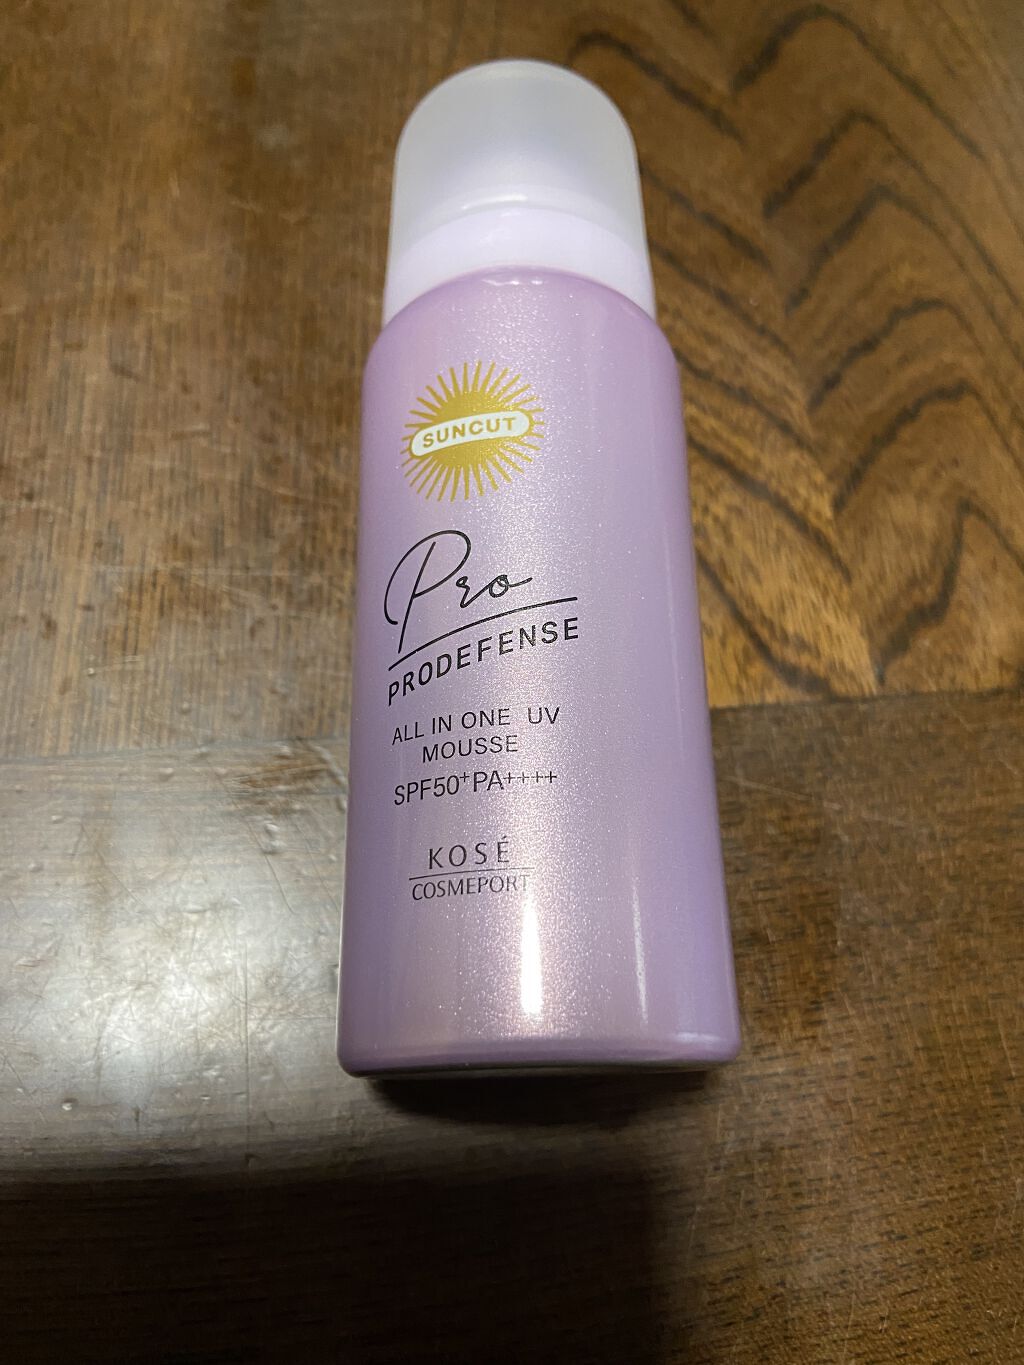 SUNCUT
Pro
PRODEFENSE
ALL IN ONE UV
MOUSSE
SPF50+PA++++
KOSÉ
COSMEPORT